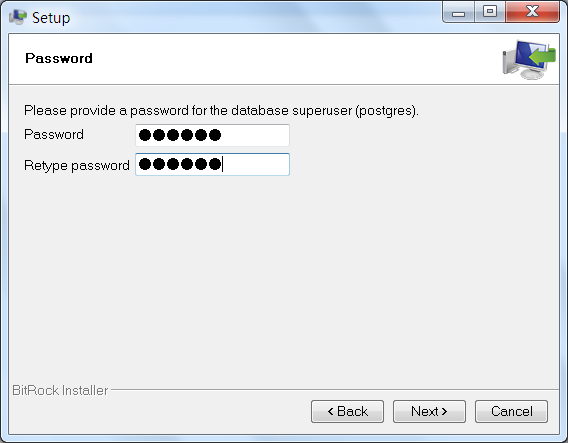 Setup
Password
Please provide a password for the database superuser (postgres).
Password ●●●●●●
Retype password ●●●●●●
BitRock Installer
< Back Next > Cancel